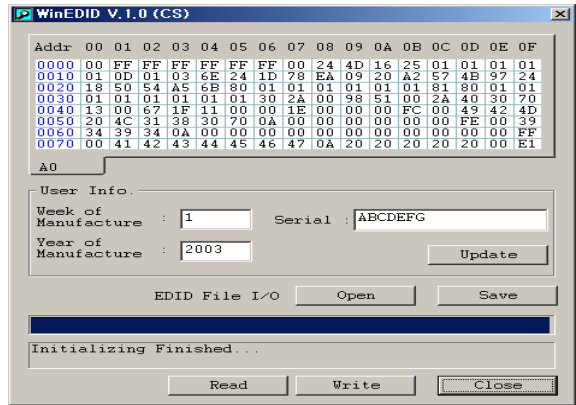 WinEDID V.1.0 (CS)
Addr 00 01 02 03 04 05 06 07 08 09 0A 0B 0C 0D 0E 0F
0000 00 FF FF FF FF FF FF 00 24 4D 16 25 01 01 01 01
0010 01 0D 01 03 6E 24 1D 78 EA 09 20 A2 57 4B 97 24
0020 18 50 54 A5 6B 80 01 01 01 01 01 01 81 80 01 01
0030 01 01 01 01 01 01 30 2A 00 98 51 00 2A 40 30 70
0040 13 00 67 1F 11 00 00 1E 00 00 00 FC 00 49 42 4D
0050 20 4C 31 38 30 70 0A 00 00 00 00 00 00 FE 00 39
0060 34 39 34 0A 00 00 00 00 00 00 00 00 00 00 00 FF
0070 00 41 42 43 44 45 46 47 0A 20 20 20 20 20 00 E1
A0
User Info.
Week of Manufacture : 1 Serial : ABCDEFG
Year of Manufacture : 2003
Update
EDID File I/O Open Save
Initializing Finished...
Read Write Close